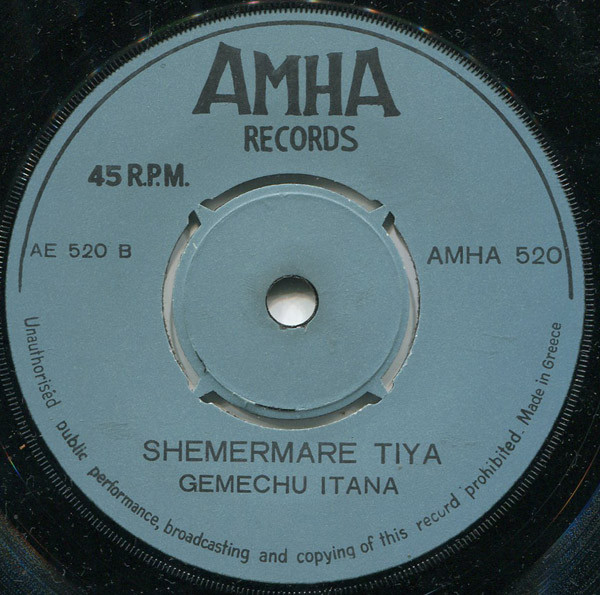 AMHA
RECORDS
45 R.P.M.
AE 520 B
AMHA 520
SHEMERMARE TIYA
GEMECHU ITANA
Unauthorised public performance, broadcasting and copying of this record prohibited. Made in Greece